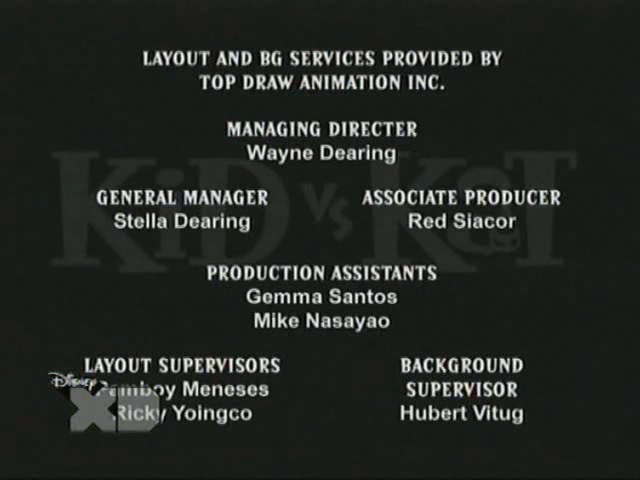 LAYOUT AND BG SERVICES PROVIDED BY
TOP DRAW ANIMATION INC.
MANAGING DIRECTER
Wayne Dearing
KiD VS KaT
GENERAL MANAGER
Stella Dearing
ASSOCIATE PRODUCER
Red Siacor
PRODUCTION ASSISTANTS
Gemma Santos
Mike Nasayao
LAYOUT SUPERVISORS
Pamboy Meneses
Ricky Yoingco
BACKGROUND
SUPERVISOR
Hubert Vitug
Disney
XD